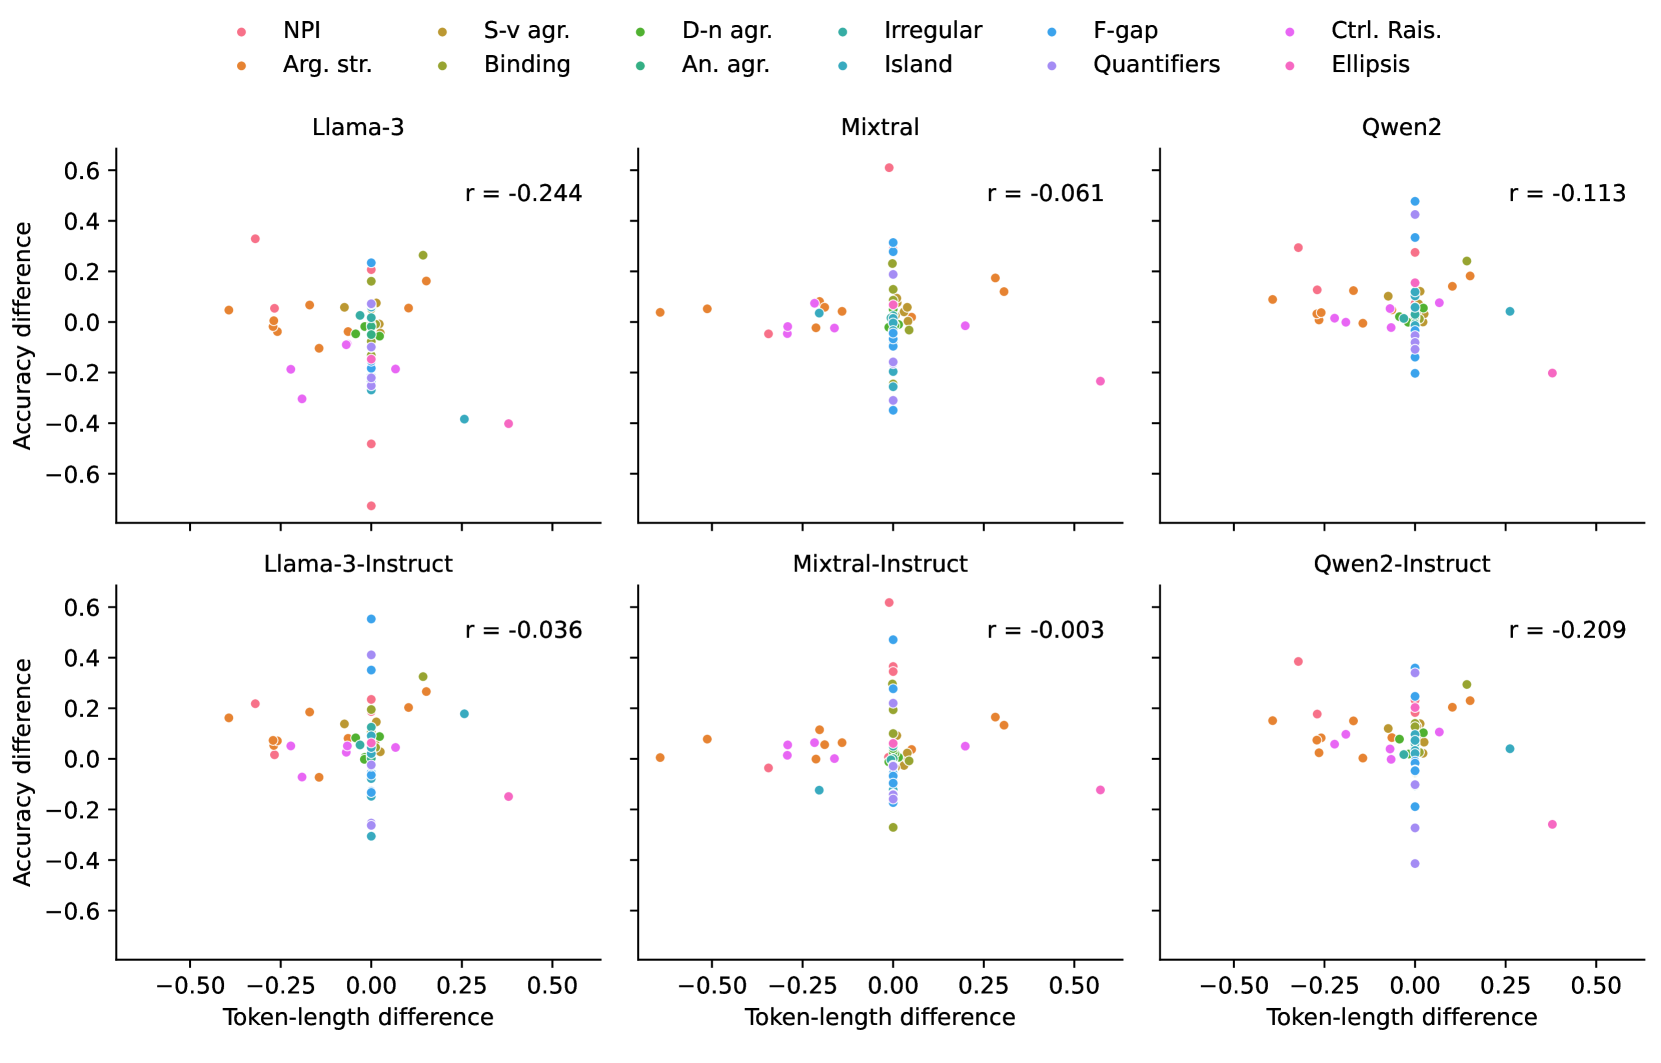 NPI S-v agr. D-n agr. Irregular F-gap Ctrl. Rais.
Arg. str. Binding An. agr. Island Quantifiers Ellipsis
Llama-3 Mixtral Qwen2
0.6
r = -0.244 r = -0.061 r = -0.113
0.4
0.2
0.0
−0.2
−0.4
−0.6
Accuracy difference
Llama-3-Instruct Mixtral-Instruct Qwen2-Instruct
0.6
r = -0.036 r = -0.003 r = -0.209
0.4
0.2
0.0
−0.2
−0.4
−0.6
Accuracy difference
−0.50 −0.25 0.00 0.25 0.50 −0.50 −0.25 0.00 0.25 0.50 −0.50 −0.25 0.00 0.25 0.50
Token-length difference Token-length difference Token-length difference